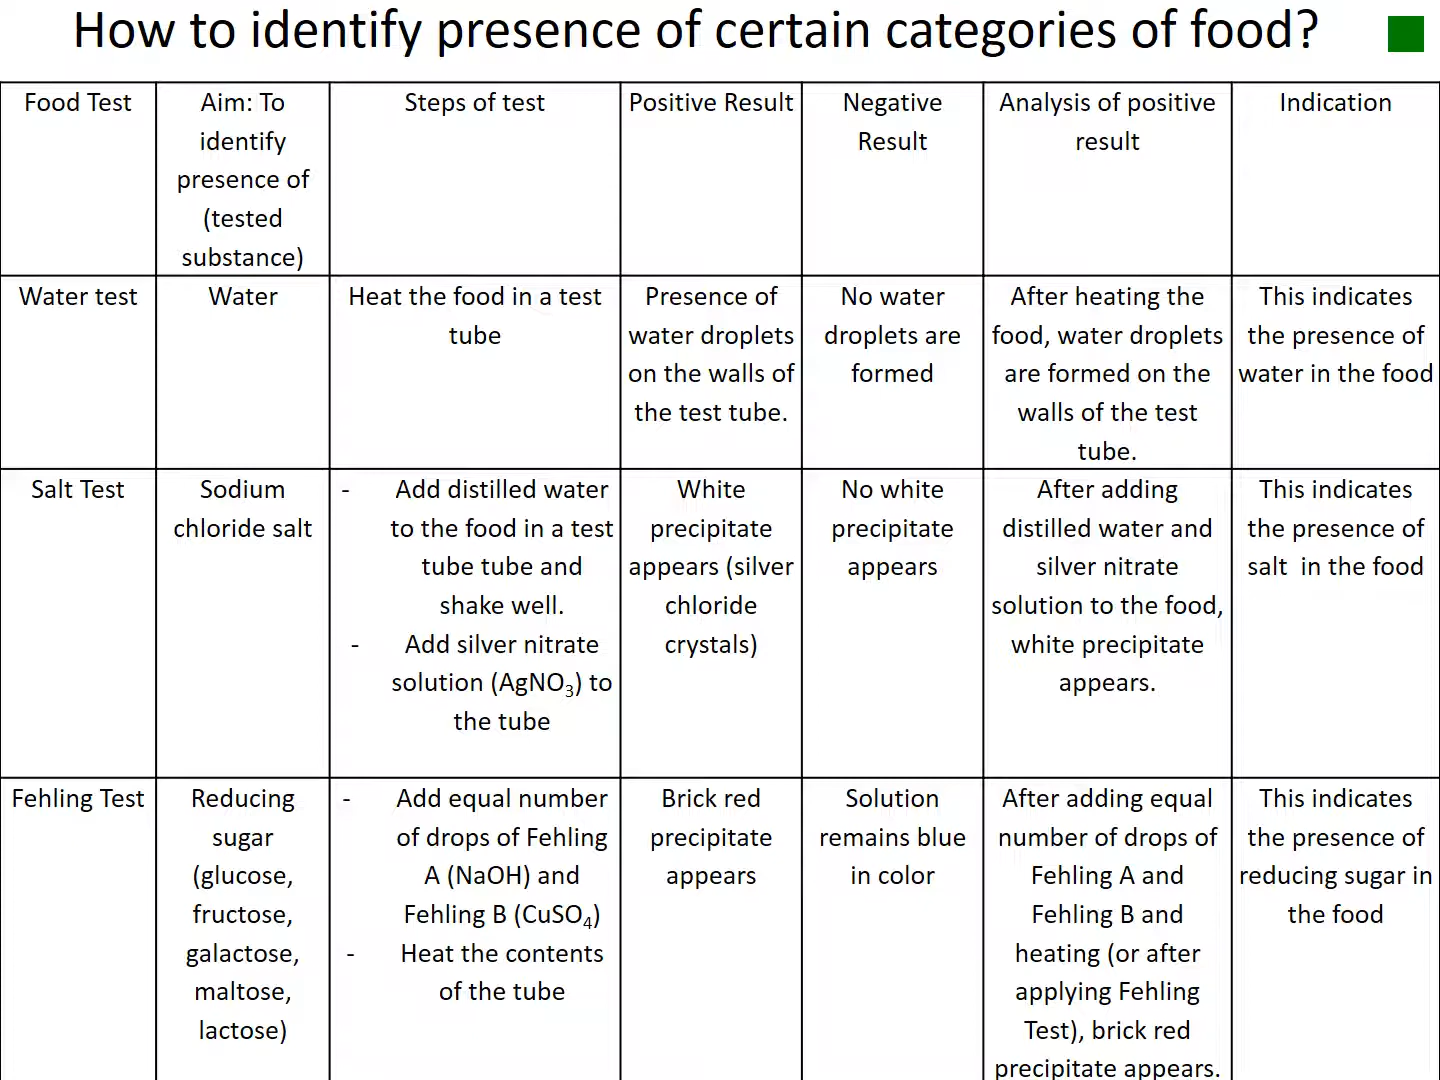 How to identify presence of certain categories of food?
Food Test
Aim: To
identify
presence of
(tested
substance)
Steps of test
Positive Result
Negative
Result
Analysis of positive
result
Indication
Water test
Water
Heat the food in a test
tube
Presence of
water droplets
on the walls of
the test tube.
No water
droplets are
formed
After heating the
food, water droplets
are formed on the
walls of the test
tube.
This indicates
the presence of
water in the food
Salt Test
Sodium
chloride salt
- Add distilled water
to the food in a test
tube tube and
shake well.
- Add silver nitrate
solution (AgNO₃) to
the tube
White
precipitate
appears (silver
chloride
crystals)
No white
precipitate
appears
After adding
distilled water and
silver nitrate
solution to the food,
white precipitate
appears.
This indicates
the presence of
salt  in the food
Fehling Test
Reducing
sugar
(glucose,
fructose,
galactose,
maltose,
lactose)
- Add equal number
of drops of Fehling
A (NaOH) and
Fehling B (CuSO₄)
- Heat the contents
of the tube
Brick red
precipitate
appears
Solution
remains blue
in color
After adding equal
number of drops of
Fehling A and
Fehling B and
heating (or after
applying Fehling
Test), brick red
precipitate appears.
This indicates
the presence of
reducing sugar in
the food